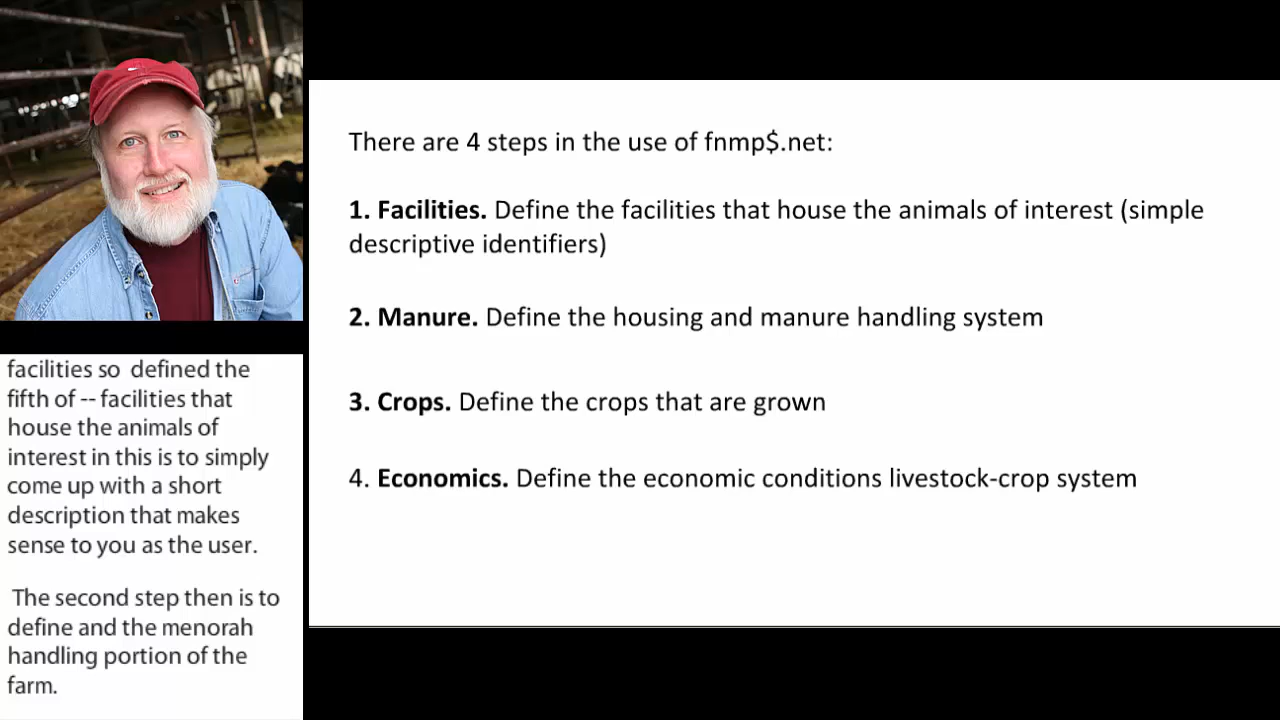 There are 4 steps in the use of fnmp$.net:
1. Facilities. Define the facilities that house the animals of interest (simple
descriptive identifiers)
2. Manure. Define the housing and manure handling system
3. Crops. Define the crops that are grown
4. Economics. Define the economic conditions livestock-crop system
facilities so  defined the
fifth of -- facilities that
house the animals of
interest in this is to simply
come up with a short
description that makes
sense to you as the user.
The second step then is to
define and the menorah
handling portion of the
farm.